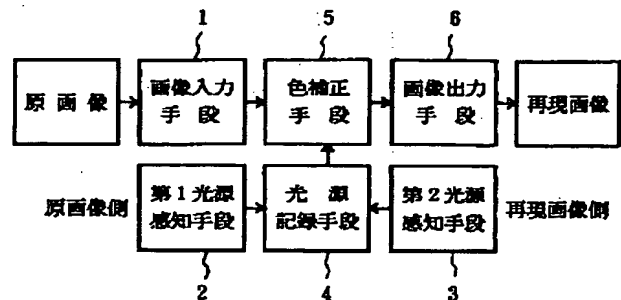 1 5 6
原画像 画像入力 色補正 画像出力 再現画像
手段 手段 手段
原画像側 第1光源 光源 第2光源 再現画像側
感知手段 記録手段 感知手段
2 4 3